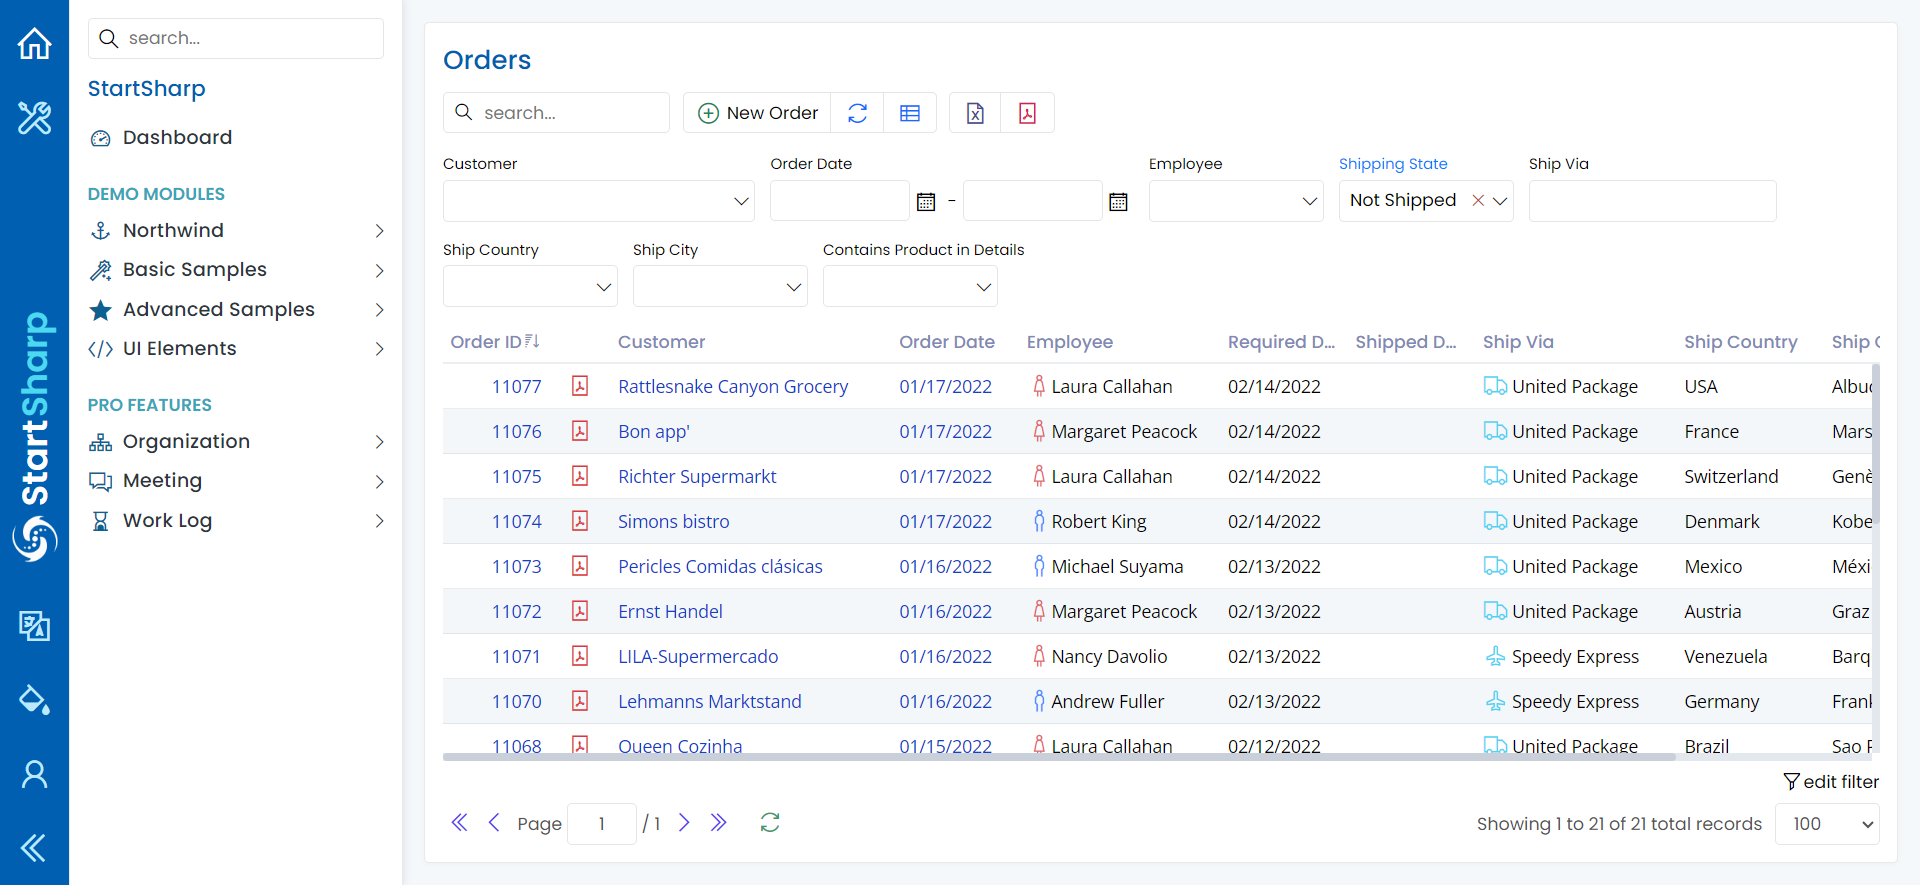 search...
StartSharp
Dashboard
DEMO MODULES
Northwind
Basic Samples
Advanced Samples
UI Elements
PRO FEATURES
Organization
Meeting
Work Log
StartSharp
Orders
search...
New Order
Customer
Order Date
Employee
Shipping State
Ship Via
-
Not Shipped
Ship Country
Ship City
Contains Product in Details
Order ID Customer Order Date Employee Required D... Shipped D... Ship Via Ship Country Ship
11077 Rattlesnake Canyon Grocery 01/17/2022 Laura Callahan 02/14/2022 United Package USA Albu
11076 Bon app' 01/17/2022 Margaret Peacock 02/14/2022 United Package France Mars
11075 Richter Supermarkt 01/17/2022 Laura Callahan 02/14/2022 United Package Switzerland Genè
11074 Simons bistro 01/17/2022 Robert King 02/14/2022 United Package Denmark Kobe
11073 Pericles Comidas clásicas 01/16/2022 Michael Suyama 02/13/2022 United Package Mexico Méxi
11072 Ernst Handel 01/16/2022 Margaret Peacock 02/13/2022 United Package Austria Graz
11071 LILA-Supermercado 01/16/2022 Nancy Davolio 02/13/2022 Speedy Express Venezuela Barq
11070 Lehmanns Marktstand 01/16/2022 Andrew Fuller 02/13/2022 Speedy Express Germany Frank
11068 Queen Cozinha 01/15/2022 Laura Callahan 02/12/2022 United Package Brazil Sao
edit filter
Page 1 / 1
Showing 1 to 21 of 21 total records 100